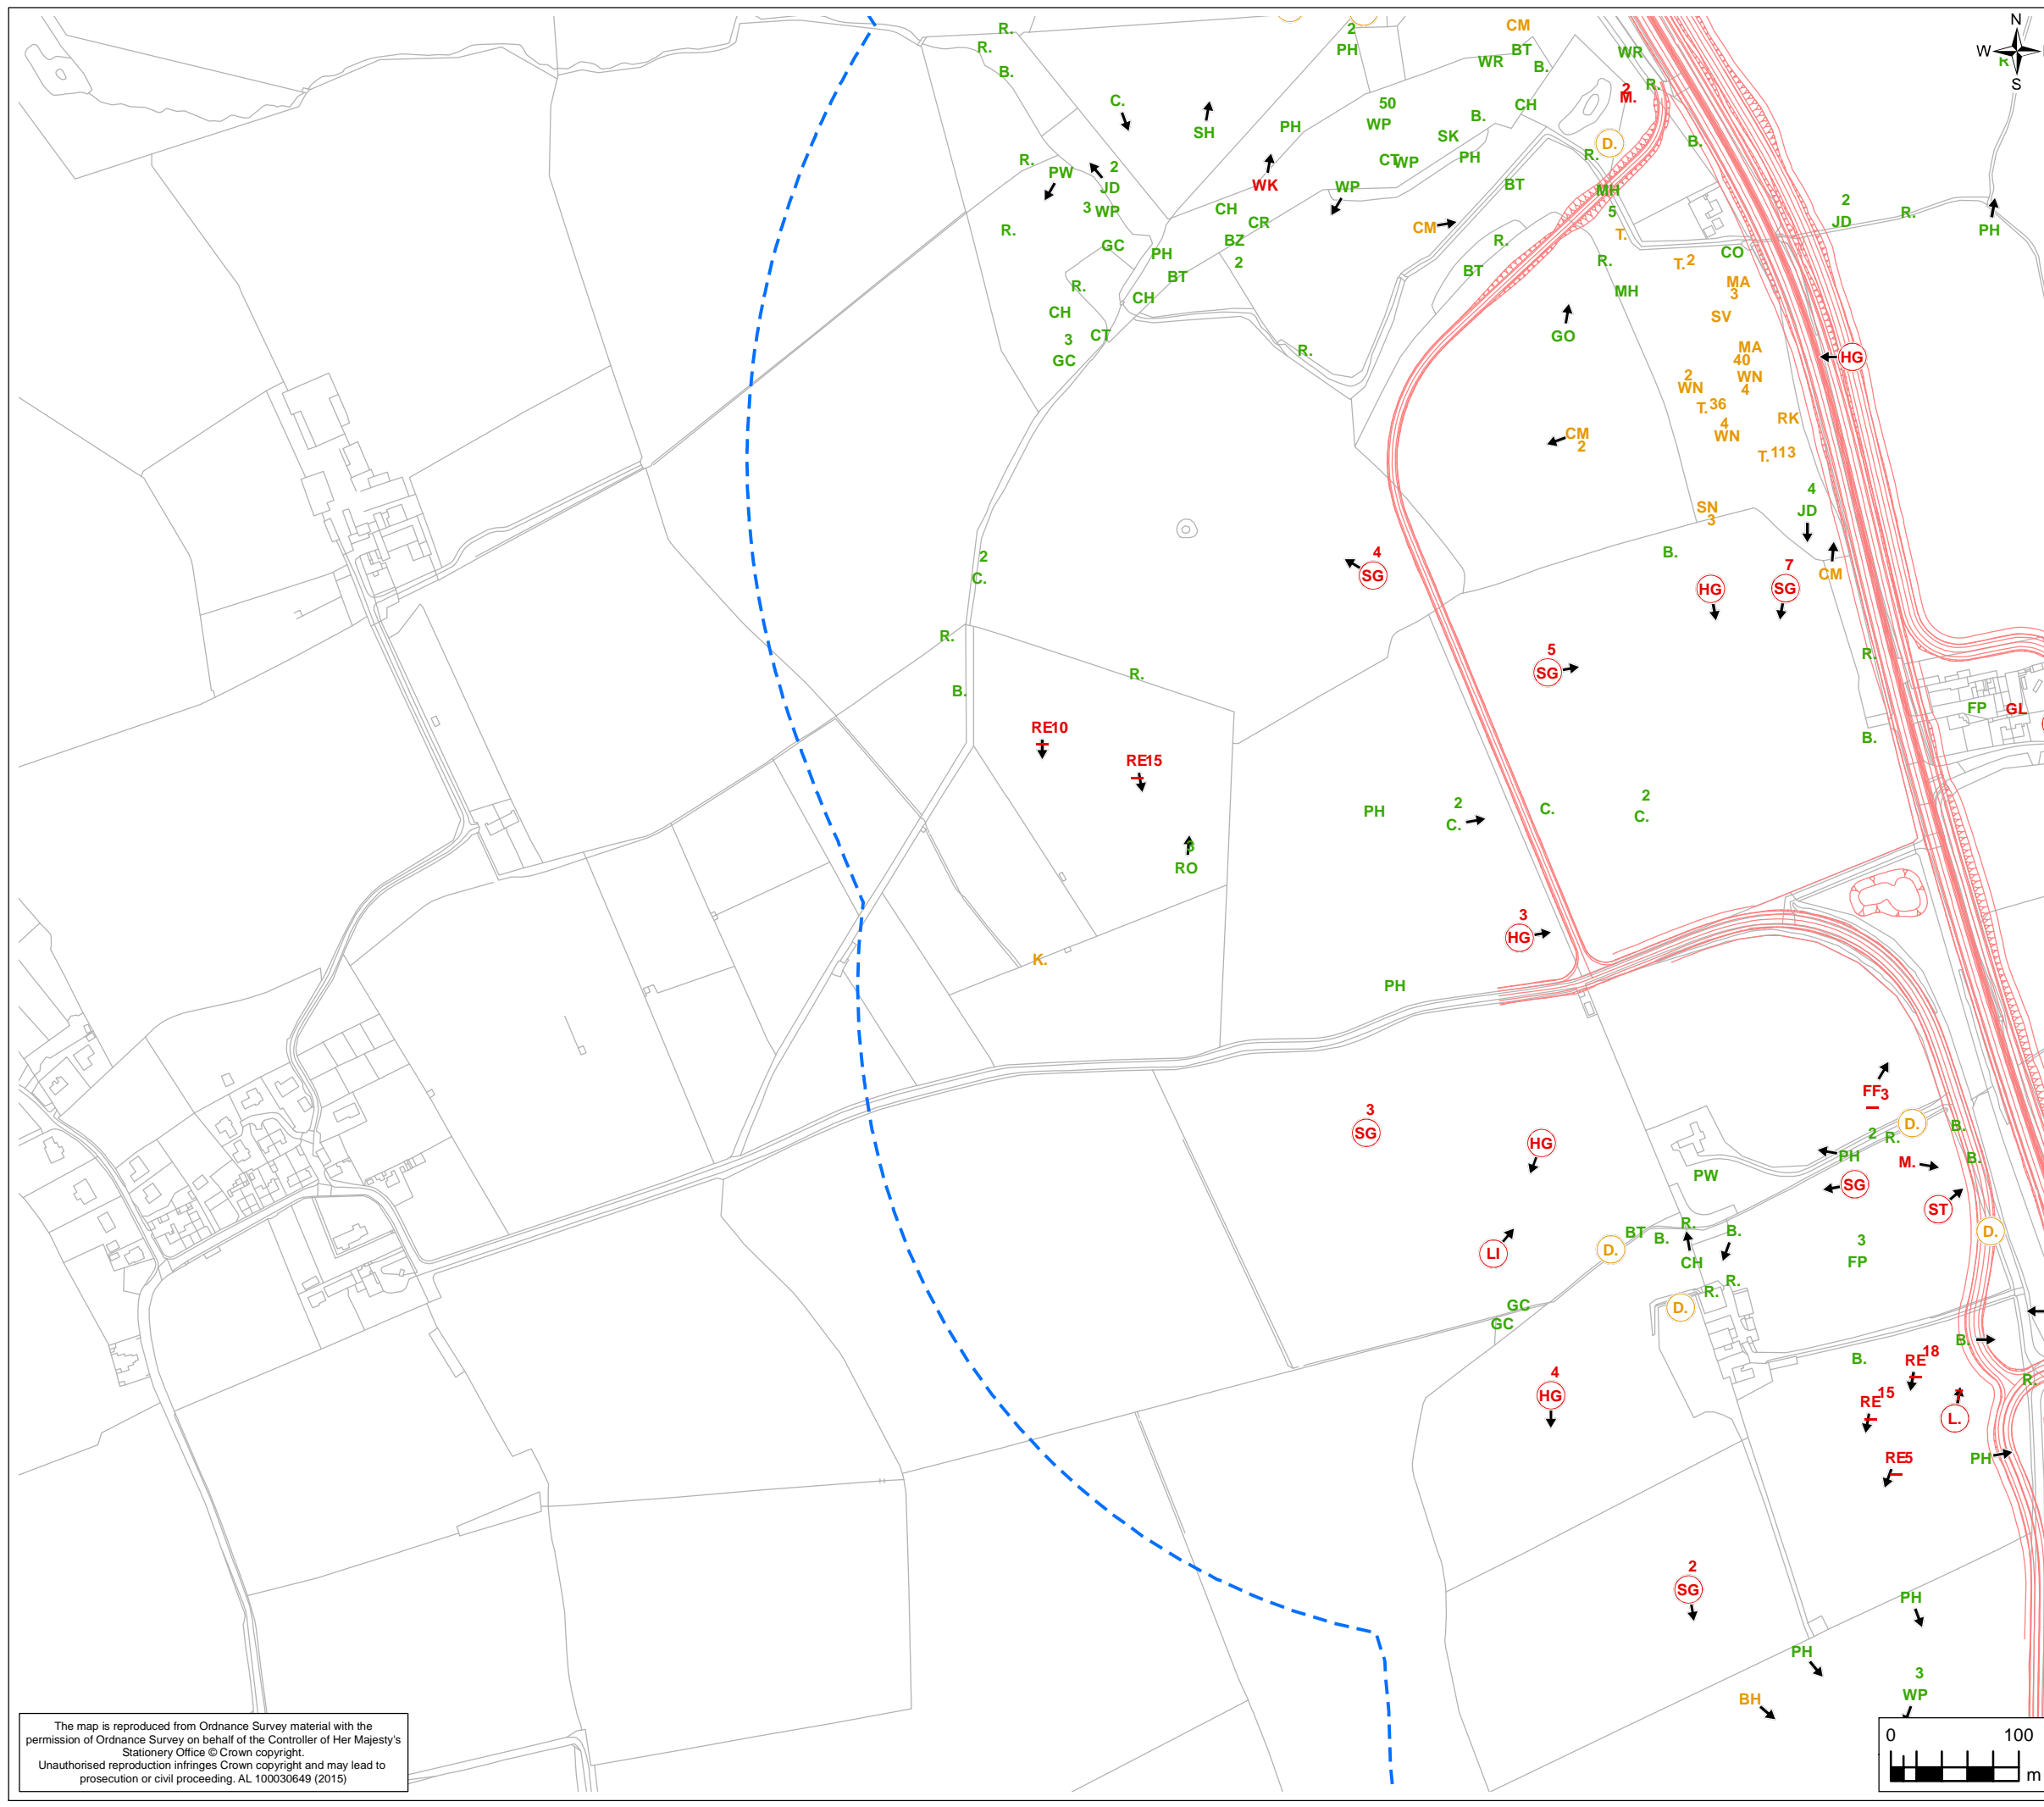 R.
2
CM
N
R.
PH
BT
WR
WR
W
R
B.
B.
S
C.
50
CH
2
M.
R.
SH
PH
WP
B.
SK
D.
B.
R.
PW
2
CT
WP
PH
R.
JD
WK
WP
BT
MH
3
WP
CH
5
2
JD
R.
R.
CR
CM
T.
PH
GC
BZ
R.
PH
2
R.
T.
2
CO
BT
BT
R.
CH
MH
MA
3
CH
SV
3
CT
GO
GC
R.
MA
40
HG
2
WN
WN
4
T.
36
RK
CM
4
2
WN
T.
113
4
SN
JD
3
2
4
B.
C.
SG
7
CM
HG
SG
R.
5
R.
R.
SG
B.
FP
GL
RE10
B.
RE15
2
2
PH
C.
C.
C.
3
RO
3
HG
K.
PH
FF3
3
D.
SG
2
R.
B.
HG
PH
M.
B.
PW
SG
ST
R.
BT
B.
B.
D.
LI
D.
3
CH
FP
R.
R.
GC
D.
GC
B.
18
B.
RE
4
R.
HG
15
RE
L.
RE5
PH
2
SG
PH
PH
3
BH
WP
The map is reproduced from Ordnance Survey material with the
permission of Ordnance Survey on behalf of the Controller of Her Majesty's
Stationery Office © Crown copyright.
Unauthorised reproduction infringes Crown copyright and may lead to
prosecution or civil proceeding. AL 100030649 (2015)
0
100
m